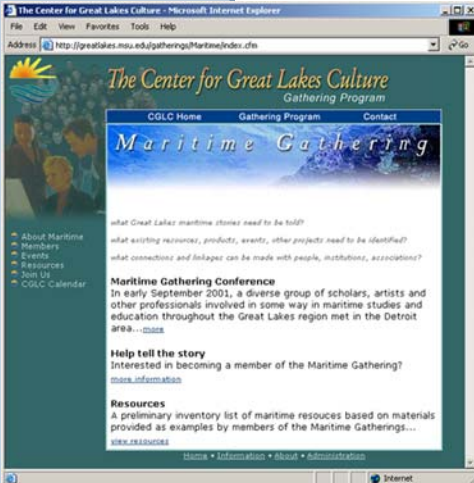 The Center for Great Lakes Culture - Microsoft Internet Explorer
File Edit View Favorites Tools Help
Address http://greatlakes.msu.edu/gatherings/Maritime/index.cfm Go
The Center for Great Lakes Culture
Gathering Program
CGLC Home Gathering Program Contact
Maritime Gathering
what Great Lakes maritime stories need to be told?
what existing resources, products, events, other projects need to be identified?
what connections and linkages can be made with people, institutions, associations?
About Maritime
Members
Events
Resources
Join Us
CGLC Calendar
Maritime Gathering Conference
In early September 2001, a diverse group of scholars, artists and
other professionals involved in some way in maritime studies and
education throughout the Great Lakes region met in the Detroit
area...more
Help tell the story
Interested in becoming a member of the Maritime Gathering?
more information
Resources
A preliminary inventory list of maritime resouces based on materials
provided as examples by members of the Maritime Gatherings...
view resources
Home • Information • About • Administration
Internet